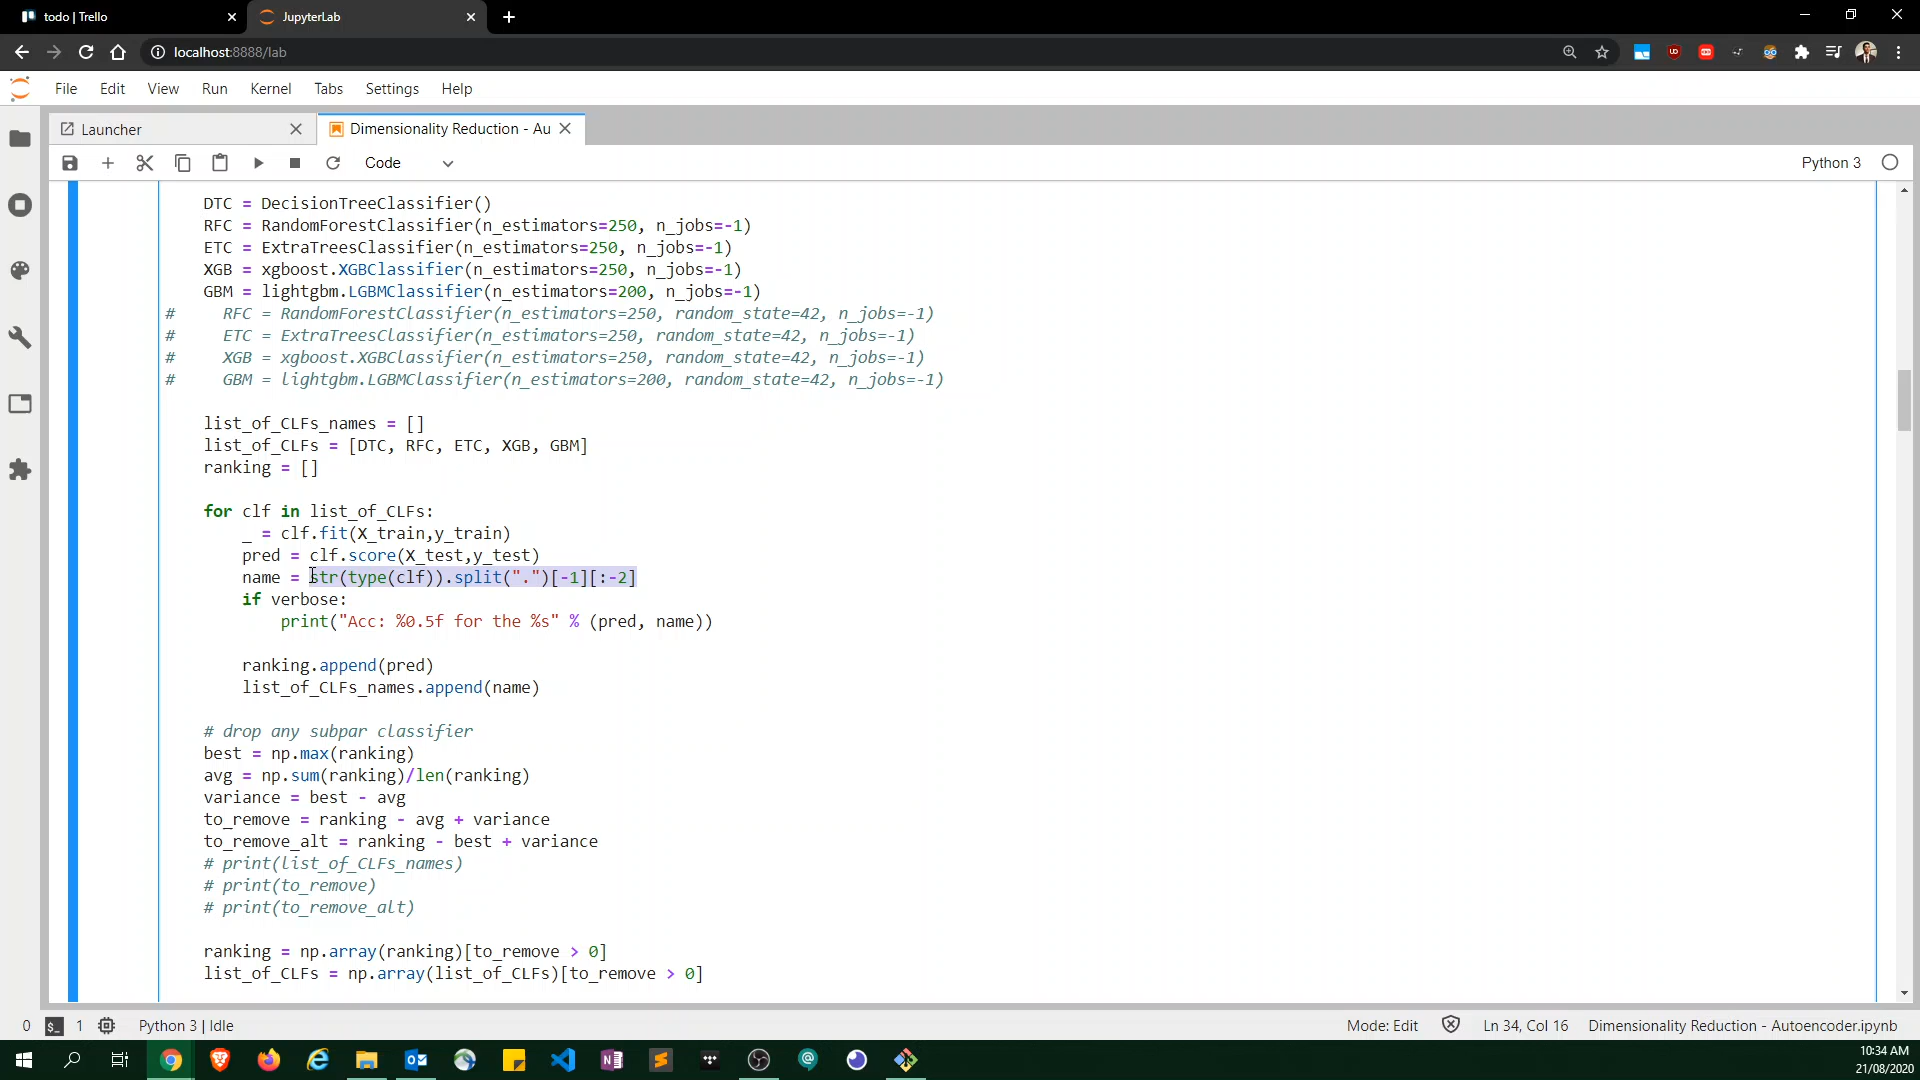 todo | Trello
JupyterLab
localhost:8888/lab
File Edit View Run Kernel Tabs Settings Help
Launcher
Dimensionality Reduction - Au
Code
Python 3
DTC = DecisionTreeClassifier()
RFC = RandomForestClassifier(n_estimators=250, n_jobs=-1)
ETC = ExtraTreesClassifier(n_estimators=250, n_jobs=-1)
XGB = xgboost.XGBClassifier(n_estimators=250, n_jobs=-1)
GBM = lightgbm.LGBMClassifier(n_estimators=200, n_jobs=-1)
# RFC = RandomForestClassifier(n_estimators=250, random_state=42, n_jobs=-1)
# ETC = ExtraTreesClassifier(n_estimators=250, random_state=42, n_jobs=-1)
# XGB = xgboost.XGBClassifier(n_estimators=250, random_state=42, n_jobs=-1)
# GBM = lightgbm.LGBMClassifier(n_estimators=200, random_state=42, n_jobs=-1)
list_of_CLFs_names = []
list_of_CLFs = [DTC, RFC, ETC, XGB, GBM]
ranking = []
for clf in list_of_CLFs:
_ = clf.fit(X_train,y_train)
pred = clf.score(X_test,y_test)
name = str(type(clf)).split(".")[-1][:-2]
if verbose:
print("Acc: %0.5f for the %s" % (pred, name))
ranking.append(pred)
list_of_CLFs_names.append(name)
# drop any subpar classifier
best = np.max(ranking)
avg = np.sum(ranking)/len(ranking)
variance = best - avg
to_remove = ranking - avg + variance
to_remove_alt = ranking - best + variance
# print(list_of_CLFs_names)
# print(to_remove)
# print(to_remove_alt)
ranking = np.array(ranking)[to_remove > 0]
list_of_CLFs = np.array(list_of_CLFs)[to_remove > 0]
0 $_ 1 Python 3 | Idle
Mode: Edit Ln 34, Col 16 Dimensionality Reduction - Autoencoder.ipynb
10:34 AM
21/08/2020